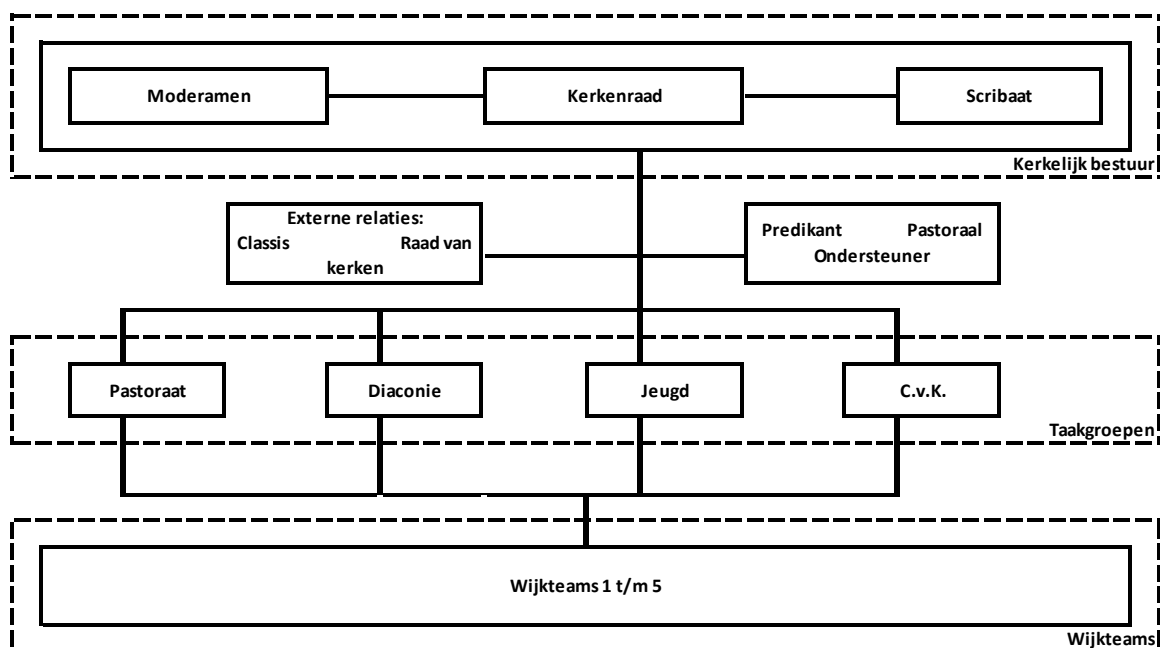 Moderamen
Kerkenraad
Scribaat
Kerkelijk bestuur
Externe relaties:
Classis Raad van
kerken
Predikant Pastoraal
Ondersteuner
Pastoraat
Diaconie
Jeugd
C.v.K.
Taakgroepen
Wijkteams 1 t/m 5
Wijkteams